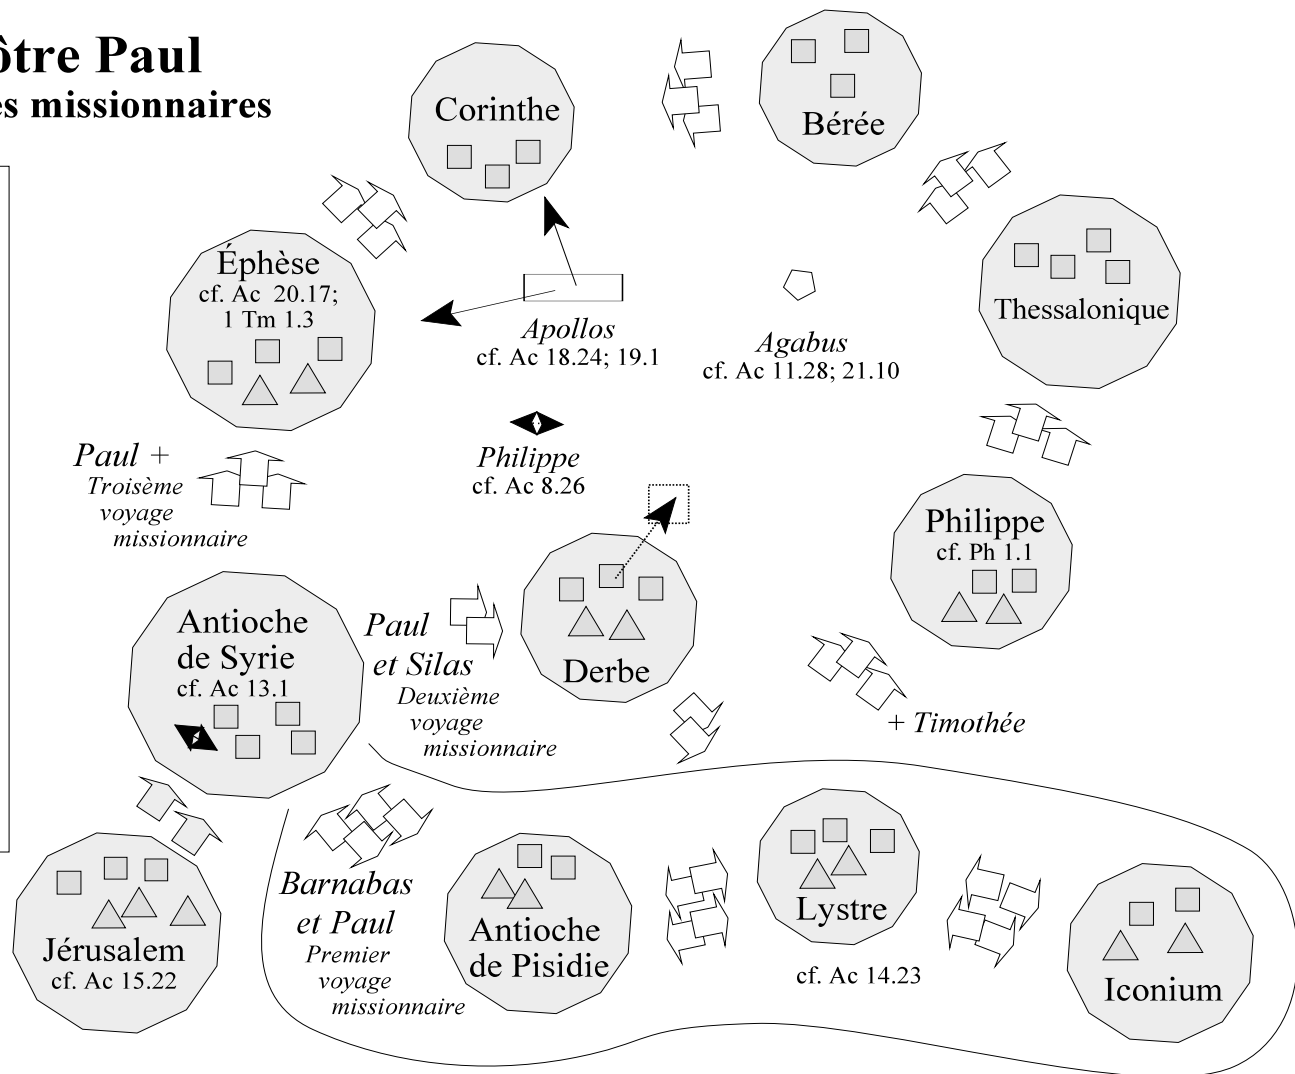 ôtre Paul
es missionnaires
Corinthe
Bérée
Éphèse
cf. Ac 20.17;
1 Tm 1.3
Thessalonique
Apollos
cf. Ac 18.24; 19.1
Agabus
cf. Ac 11.28; 21.10
Paul +
Troisème
voyage
missionnaire
Philippe
cf. Ac 8.26
Philippe
cf. Ph 1.1
Antioche
de Syrie
cf. Ac 13.1
Paul
et Silas
Deuxième
voyage
missionnaire
Derbe
+ Timothée
Jérusalem
cf. Ac 15.22
Barnabas
et Paul
Premier
voyage
missionnaire
Antioche
de Pisidie
Lystre
cf. Ac 14.23
Iconium